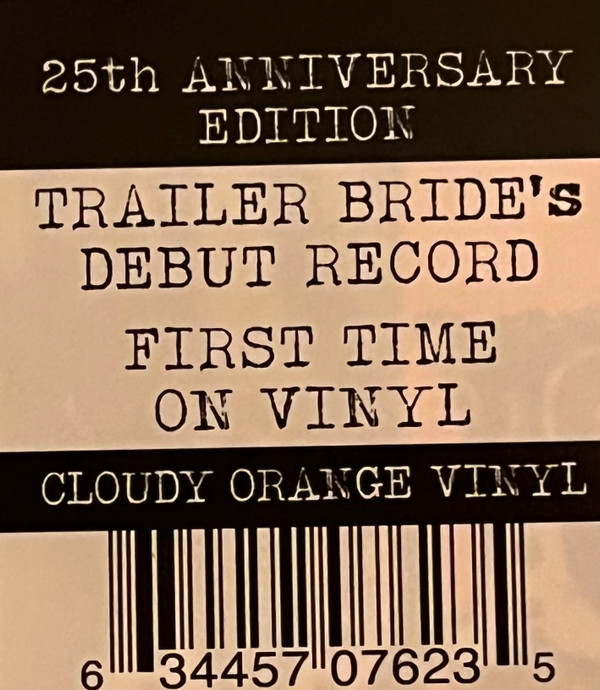 25th ANNIVERSARY
EDITION
TRAILER BRIDE's
DEBUT RECORD
FIRST TIME
ON VINYL
CLOUDY ORANGE VINYL
6 34457 07623 5